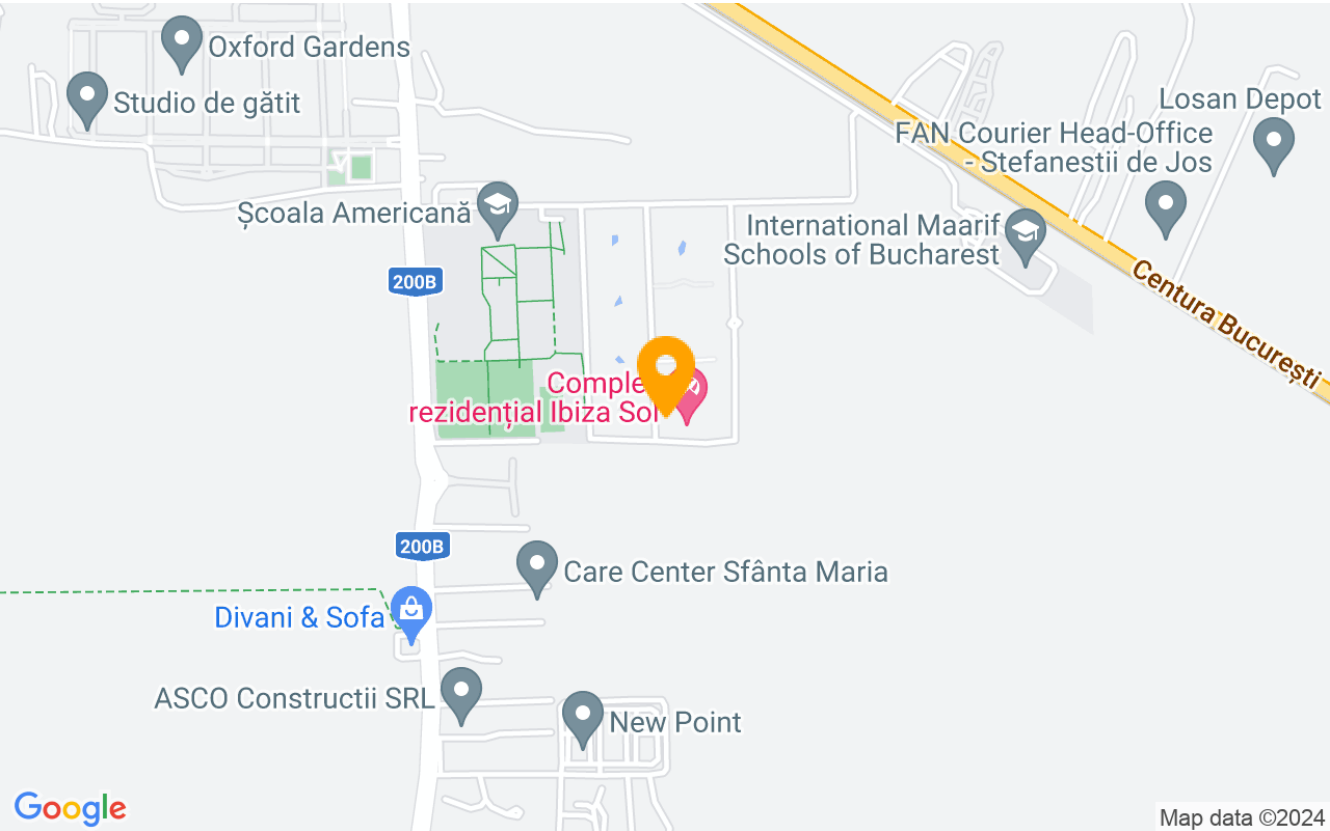 Oxford Gardens
Studio de gătit
Losan Depot
FAN Courier Head-Office
- Stefanestii de Jos
Școala Americană
International Maarif
Schools of Bucharest
200B
Centura București
Comple
rezidențial Ibiza Sol
200B
Care Center Sfânta Maria
Divani & Sofa
ASCO Constructii SRL
New Point
Google
Map data ©2024